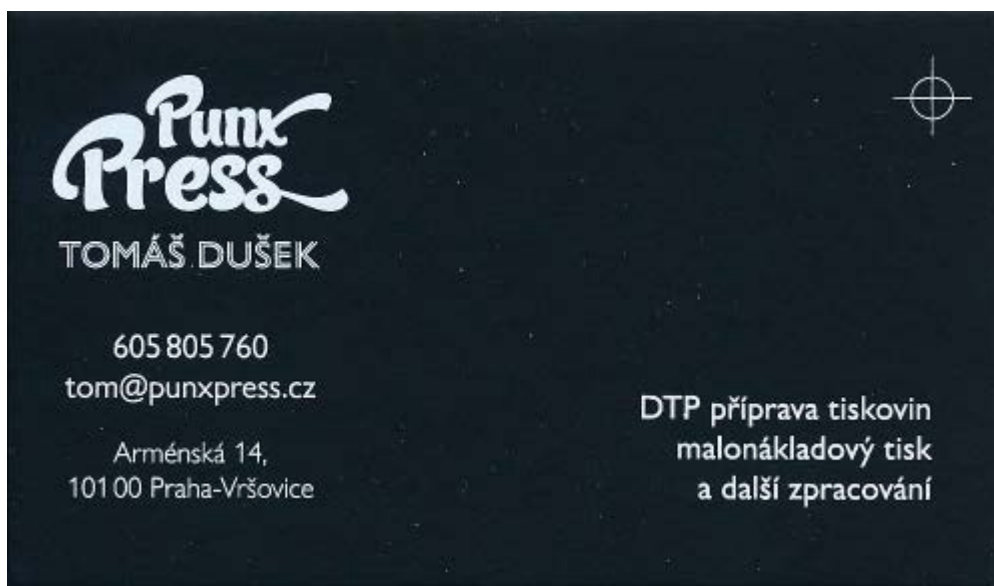 Punx
Press
TOMÁŠ DUŠEK
605 805 760
tom@punxpress.cz
Arménská 14,
101 00 Praha-Vršovice
DTP příprava tiskovin
malonákladový tisk
a další zpracování